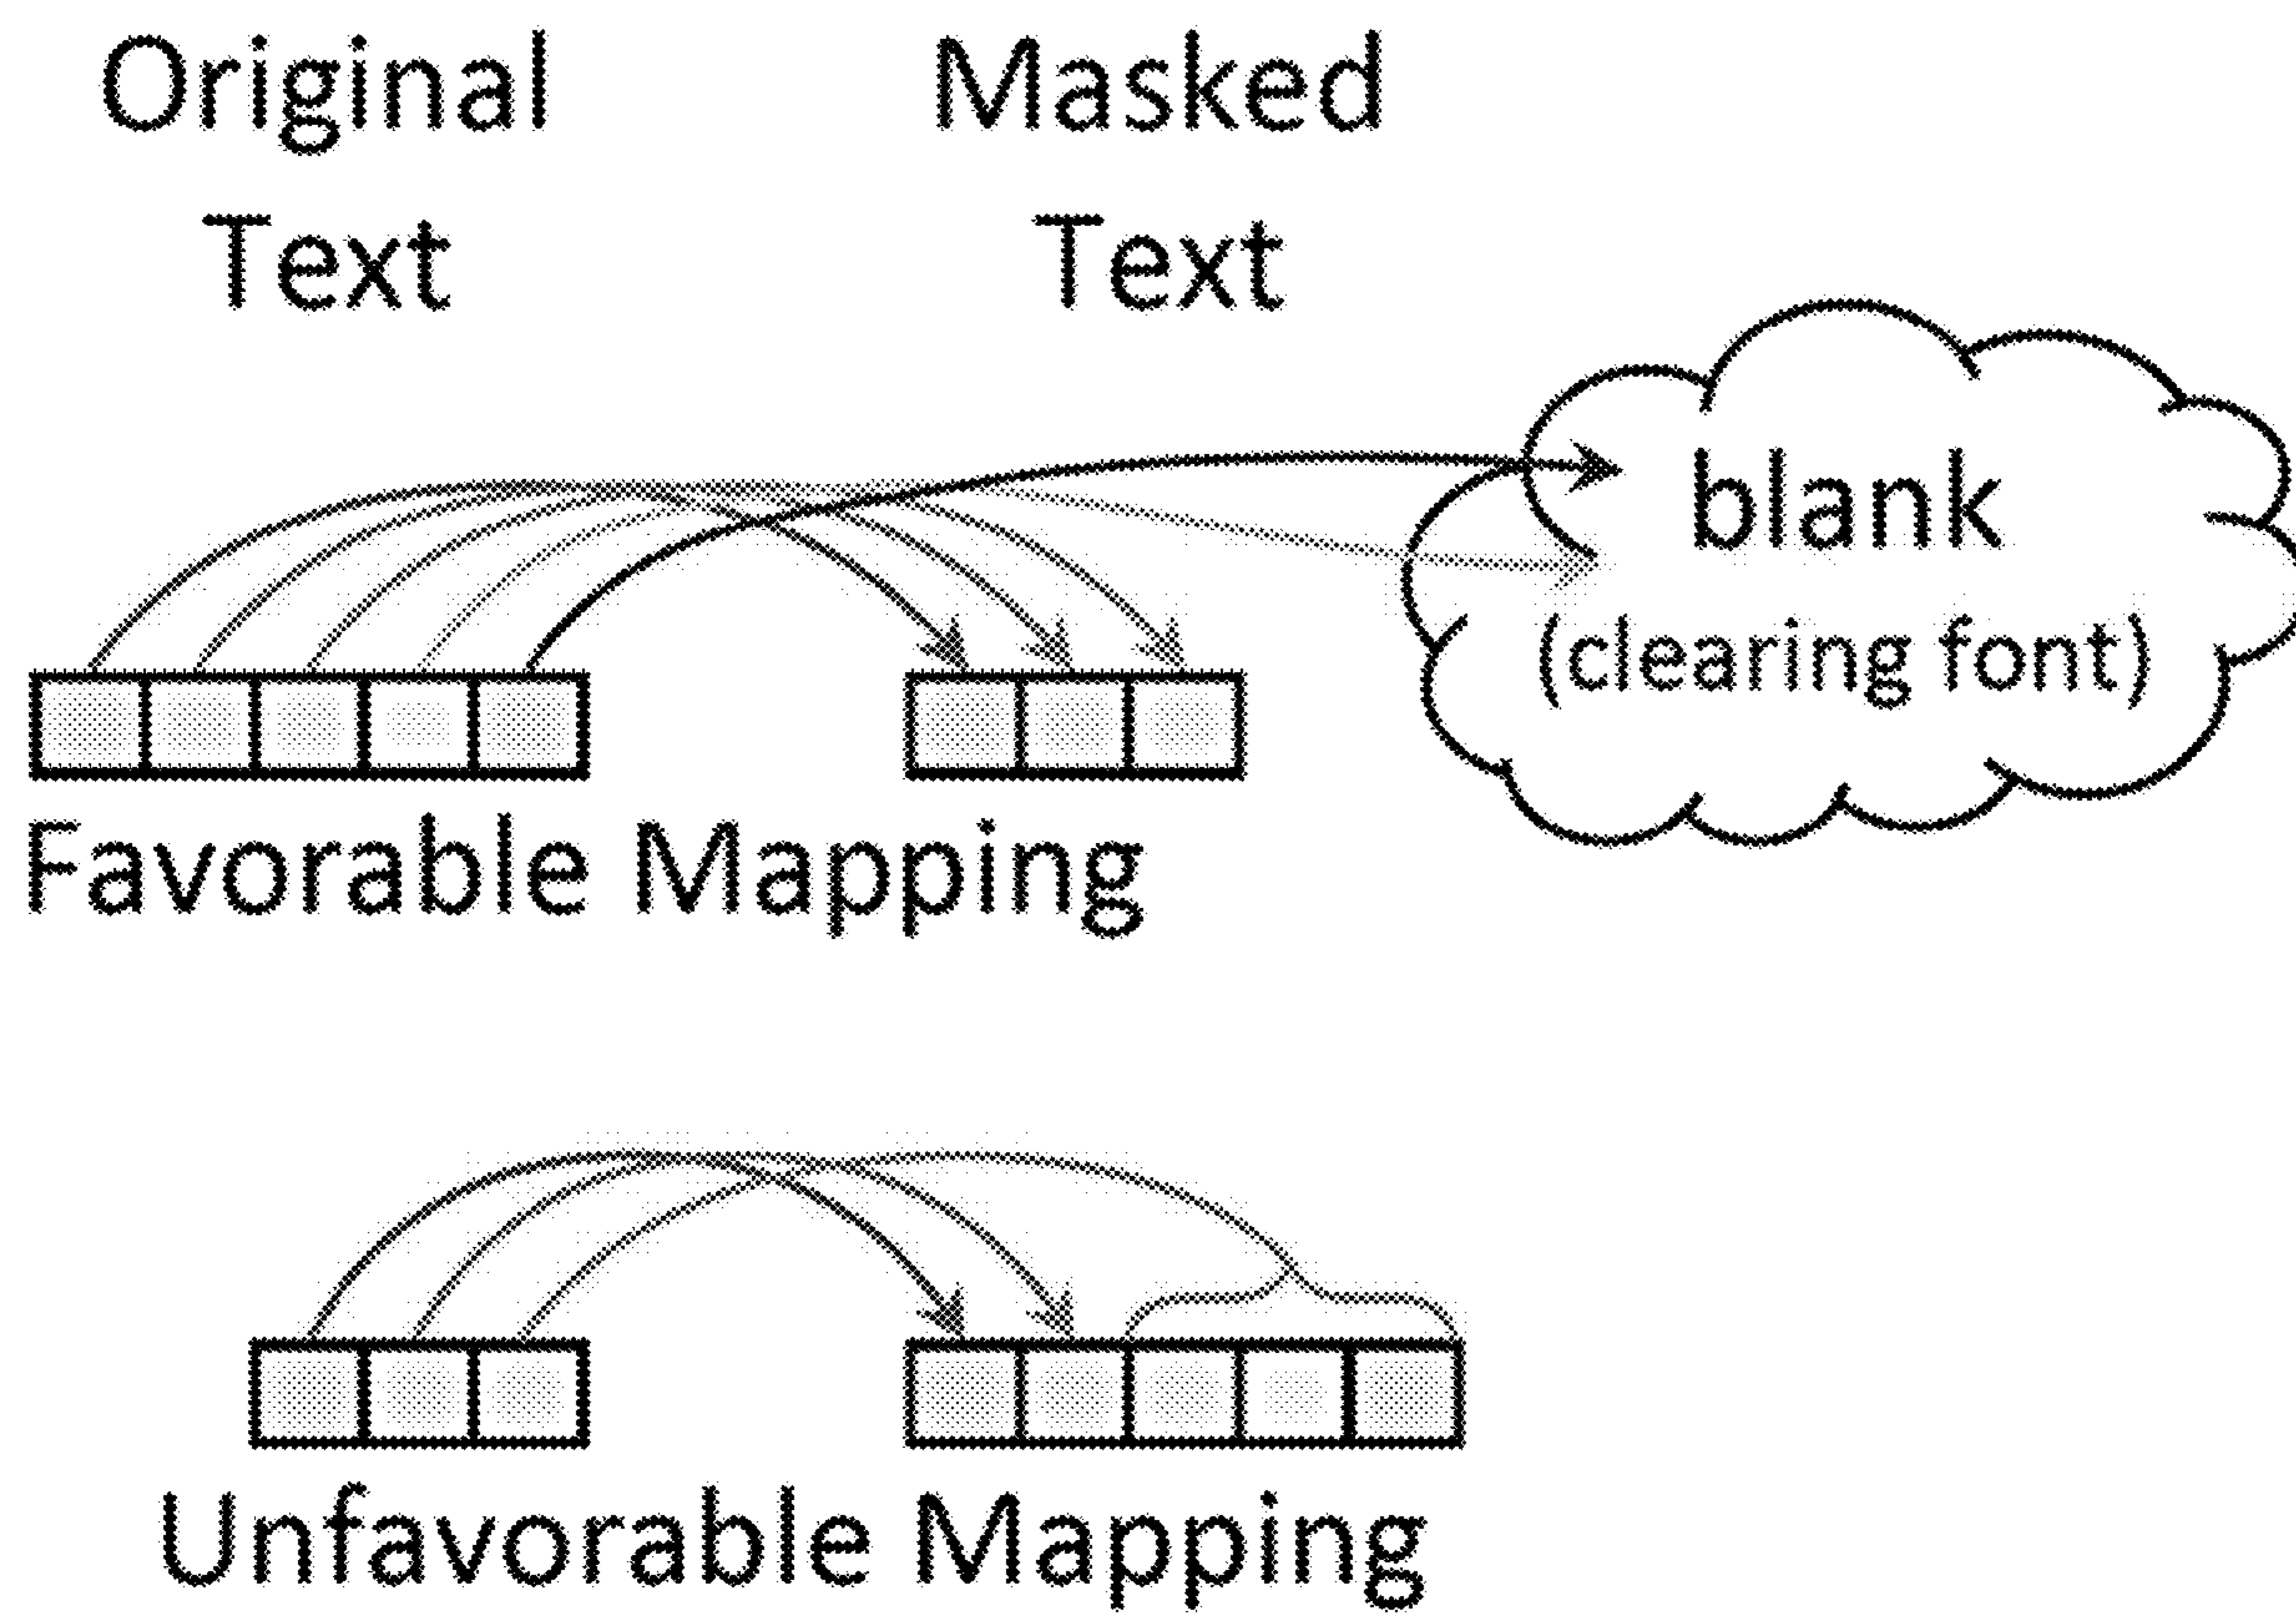 Original
Text
Masked
Text
blank
(clearing font)
Favorable Mapping
Unfavorable Mapping